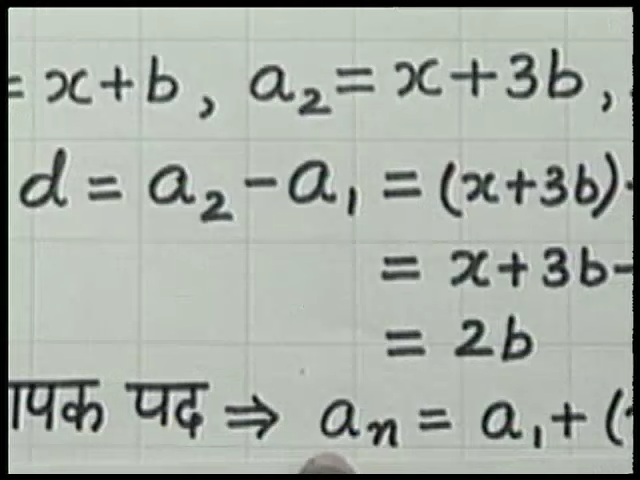 = x+b, a₂ = x+3b,
d = a₂ - a₁ = (x+3b)
= x+3b-
= 2b
पद ⇒ aₙ = a₁ + (